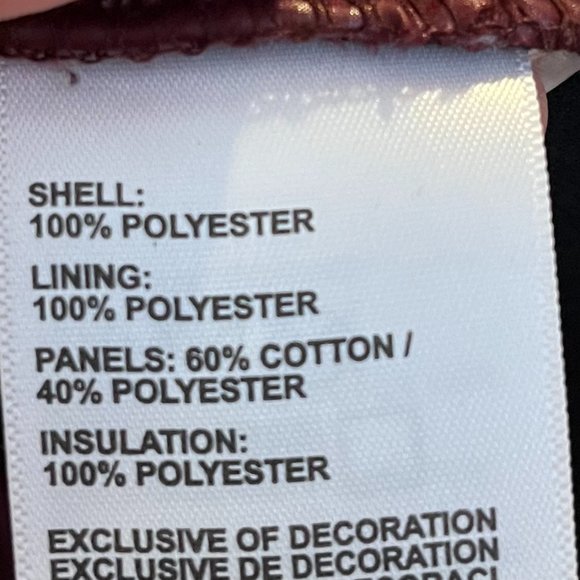 SHELL:
100% POLYESTER
LINING:
100% POLYESTER
PANELS: 60% COTTON /
40% POLYESTER
INSULATION:
100% POLYESTER
EXCLUSIVE OF DECORATION
EXCLUSIVE DE DECORATION